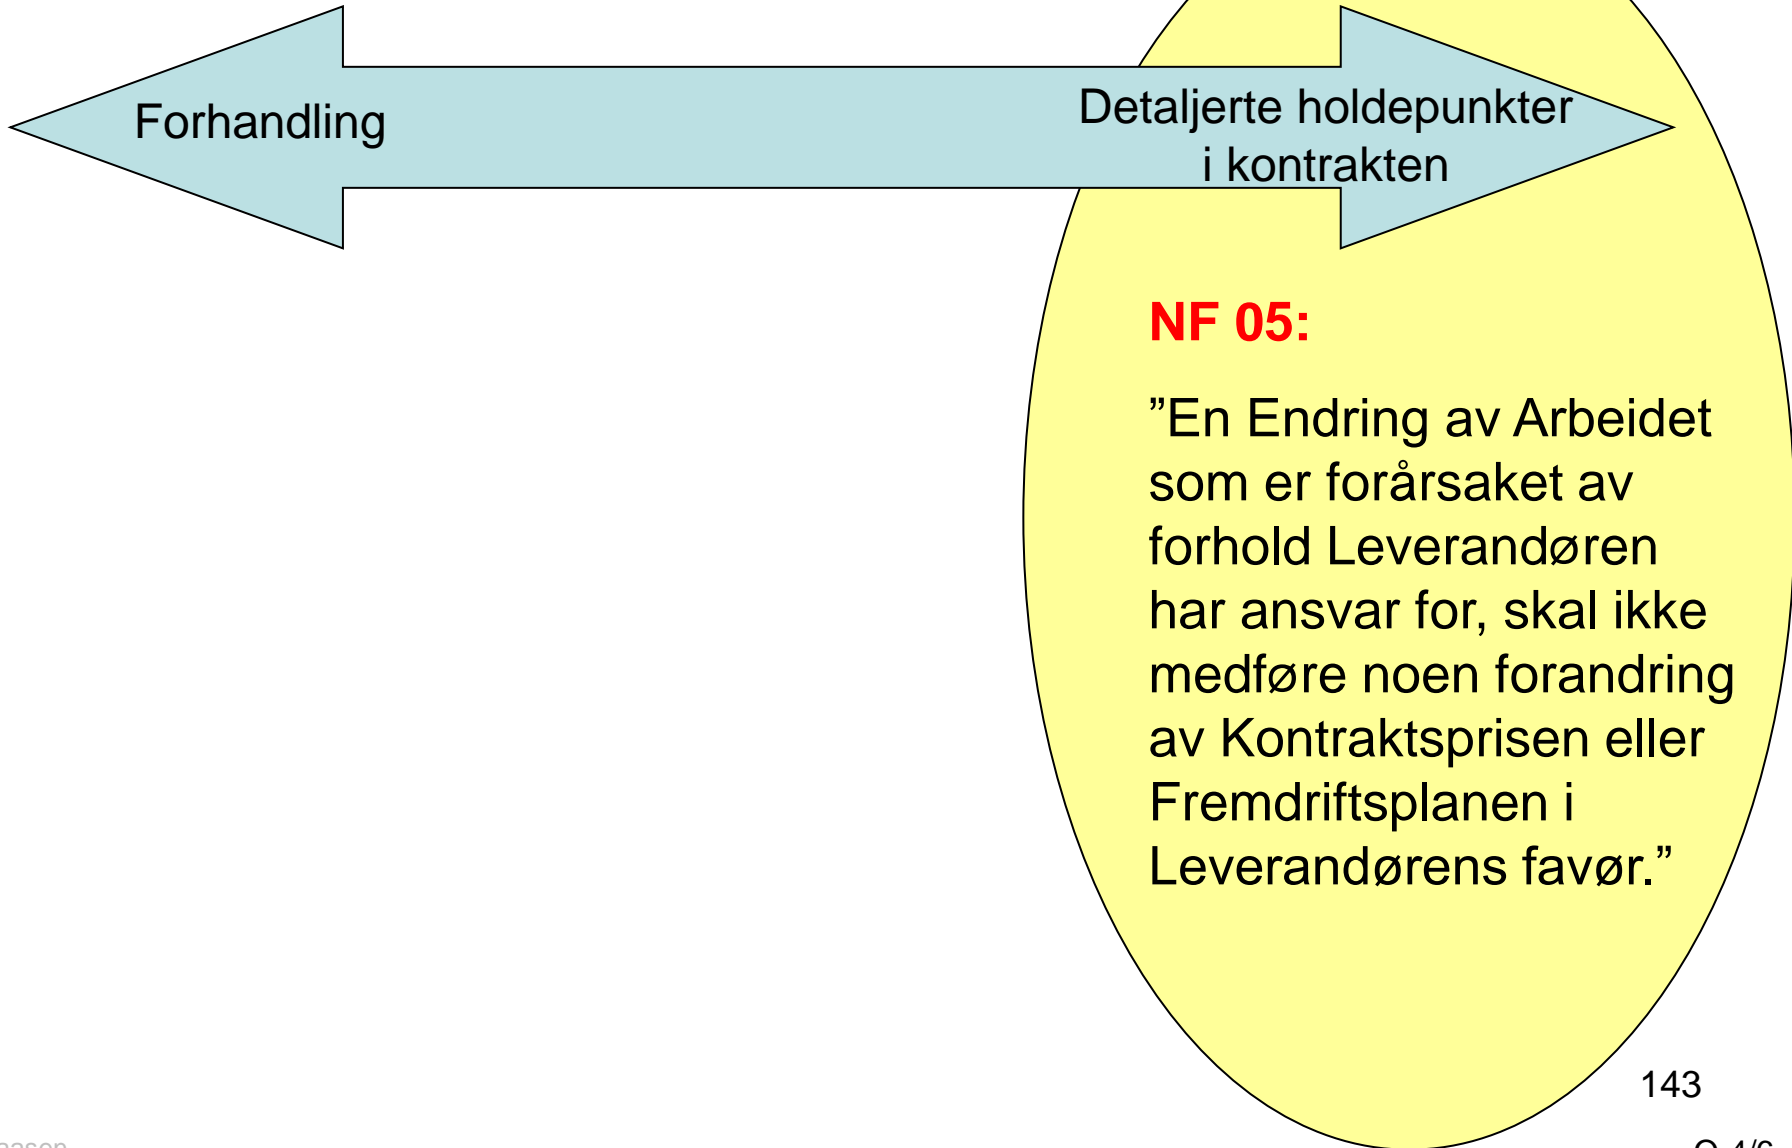 Forhandling
Detaljerte holdepunkter
i kontrakten
NF 05:
”En Endring av Arbeidet
som er forårsaket av
forhold Leverandøren
har ansvar for, skal ikke
medføre noen forandring
av Kontraktsprisen eller
Fremdriftsplanen i
Leverandørens favør.”
143